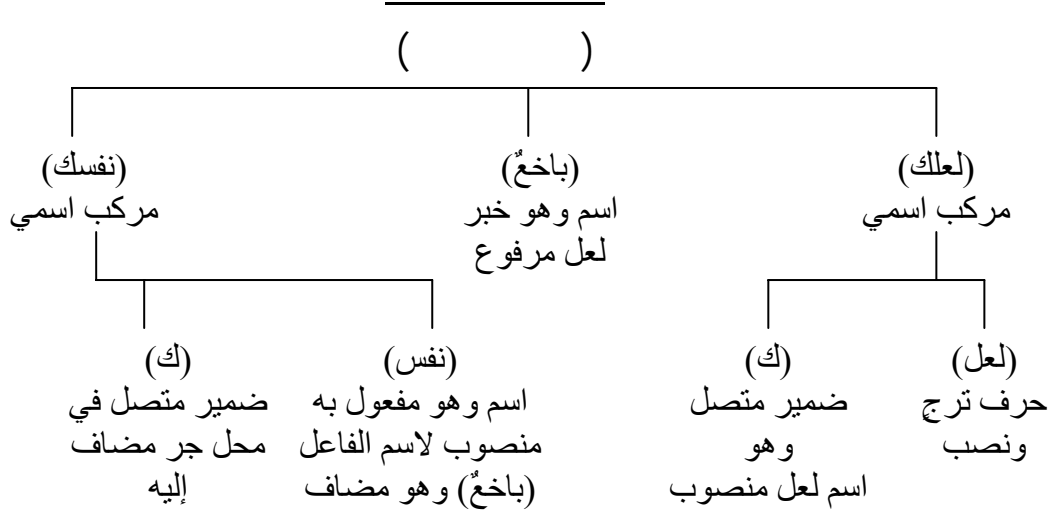 (               )
(لعلك)
مركب اسمي
(باخعٌ)
اسم وهو خبر
لعل مرفوع
(نفسك)
مركب اسمي
(لعل)
حرف ترجٍ
ونصب
(ك)
ضمير متصل
وهو
اسم لعل منصوب
(نفس)
اسم وهو مفعول به
منصوب لاسم الفاعل
(باخعٌ) وهو مضاف
(ك)
ضمير متصل في
محل جر مضاف
إليه